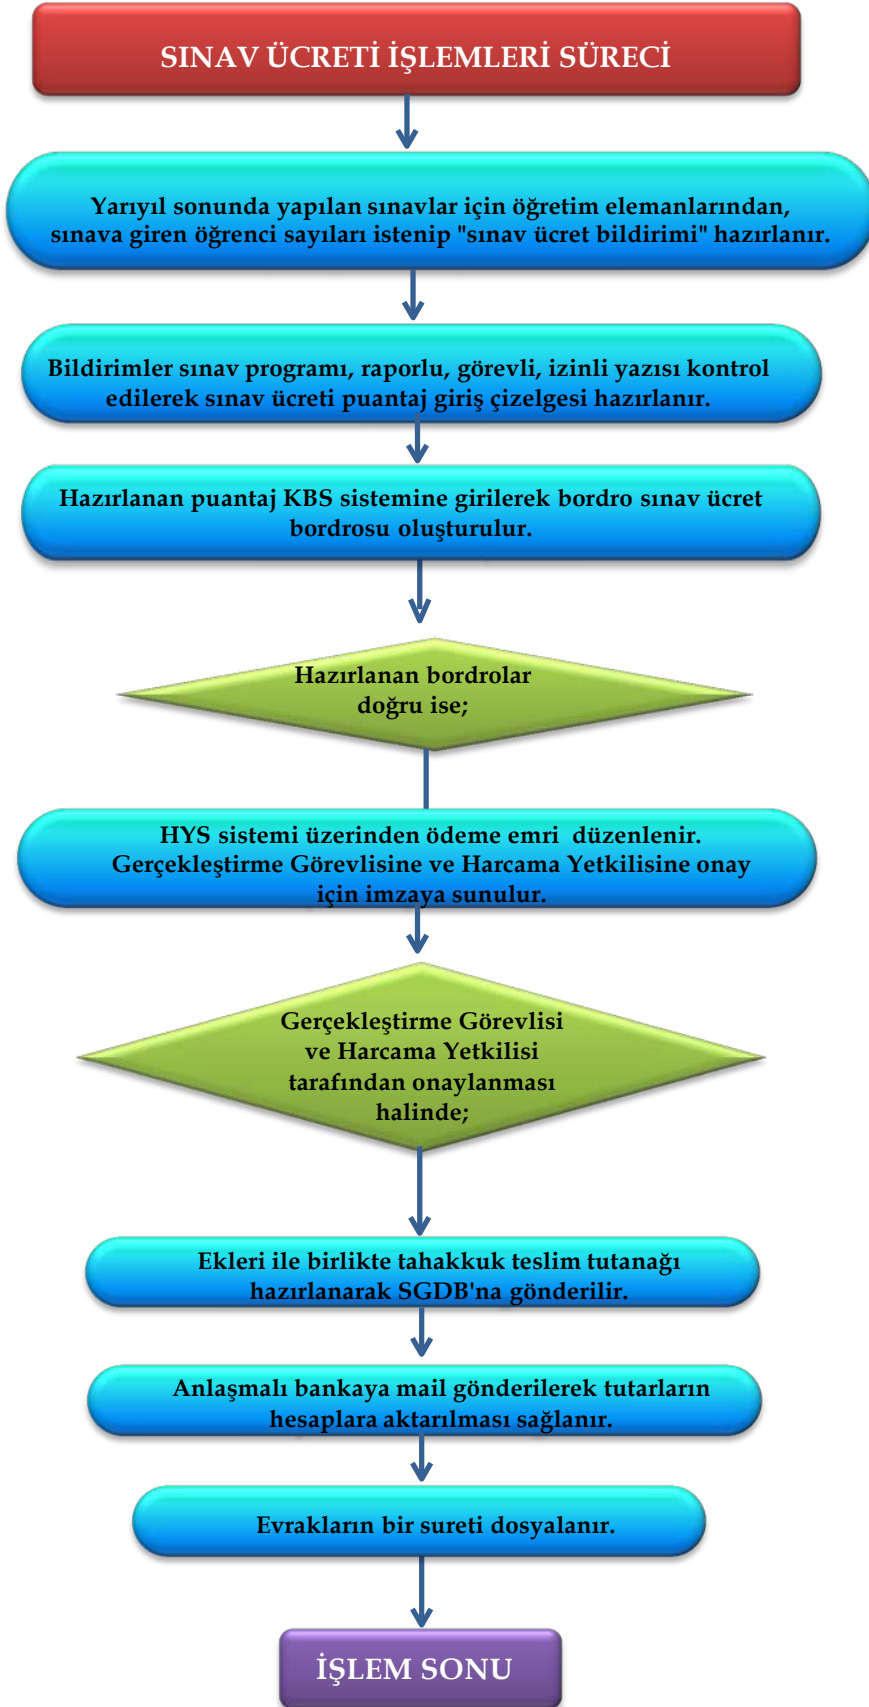 SINAV ÜCRETİ İŞLEMLERİ SÜRECİ
Yarıyıl sonunda yapılan sınavlar için öğretim elemanlarından,
sınava giren öğrenci sayıları istenip "sınav ücret bildirimi" hazırlanır.
Bildirimler sınav programı, raporlu, görevli, izinli yazısı kontrol
edilerek sınav ücreti puantaj giriş çizelgesi hazırlanır.
Hazırlanan puantaj KBS sistemine girilerek bordro sınav ücret
bordrosu oluşturulur.
Hazırlanan bordrolar
doğru ise;
HYS sistemi üzerinden ödeme emri düzenlenir.
Gerçekleştirme Görevlisine ve Harcama Yetkilisine onay
için imzaya sunulur.
Gerçekleştirme Görevlisi
ve Harcama Yetkilisi
tarafından onaylanması
halinde;
Ekleri ile birlikte tahakkuk teslim tutanağı
hazırlanarak SGDB'na gönderilir.
Anlaşmalı bankaya mail gönderilerek tutarların
hesaplara aktarılması sağlanır.
Evrakların bir sureti dosyalanır.
İŞLEM SONU